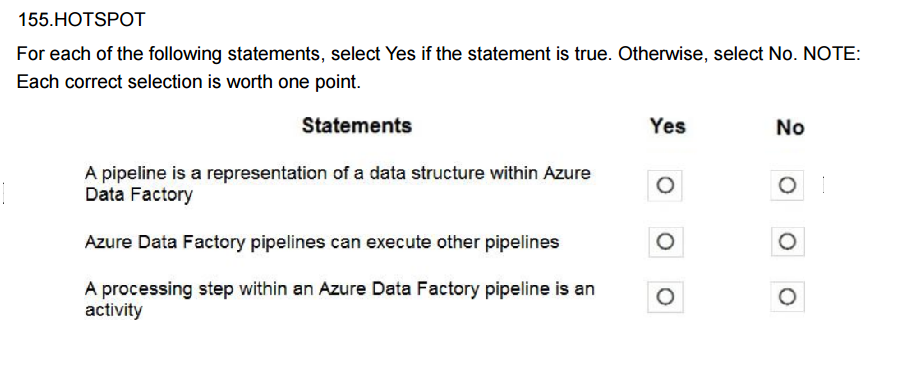 155.HOTSPOT
For each of the following statements, select Yes if the statement is true. Otherwise, select No. NOTE:
Each correct selection is worth one point.
Statements Yes No
A pipeline is a representation of a data structure within Azure
Data Factory
Azure Data Factory pipelines can execute other pipelines
A processing step within an Azure Data Factory pipeline is an
activity